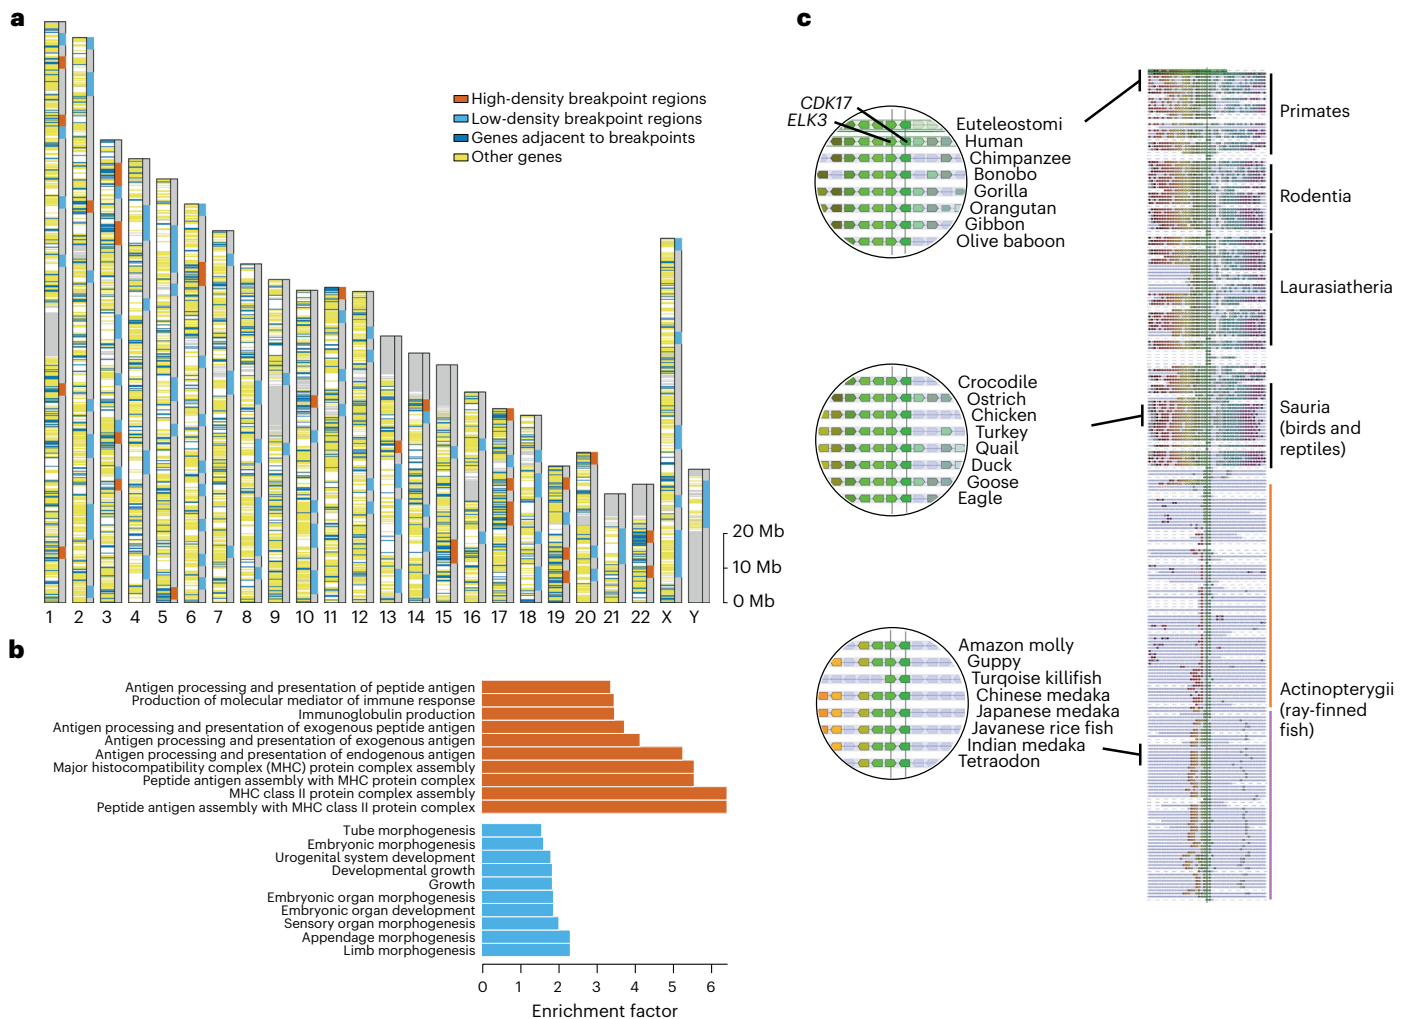 a
High-density breakpoint regions
Low-density breakpoint regions
Genes adjacent to breakpoints
Other genes
20 Mb
10 Mb
0 Mb
1 2 3 4 5 6 7 8 9 10 11 12 13 14 15 16 17 18 19 20 21 22 X Y
b
Antigen processing and presentation of peptide antigen
Production of molecular mediator of immune response
Immunoglobulin production
Antigen processing and presentation of exogenous peptide antigen
Antigen processing and presentation of exogenous antigen
Antigen processing and presentation of endogenous antigen
Major histocompatibility complex (MHC) protein complex assembly
Peptide antigen assembly with MHC protein complex
MHC class II protein complex assembly
Peptide antigen assembly with MHC class II protein complex
Tube morphogenesis
Embryonic morphogenesis
Urogenital system development
Developmental growth
Growth
Embryonic organ morphogenesis
Embryonic organ development
Sensory organ morphogenesis
Appendage morphogenesis
Limb morphogenesis
0 1 2 3 4 5 6
Enrichment factor
c
CDK17
ELK3
Euteleostomi
Human
Chimpanzee
Bonobo
Gorilla
Orangutan
Gibbon
Olive baboon
Crocodile
Ostrich
Chicken
Turkey
Quail
Duck
Goose
Eagle
Amazon molly
Guppy
Turqoise killifish
Chinese medaka
Japanese medaka
Javanese rice fish
Indian medaka
Tetraodon
Primates
Rodentia
Laurasiatheria
Sauria
(birds and
reptiles)
Actinopterygii
(ray-finned
fish)